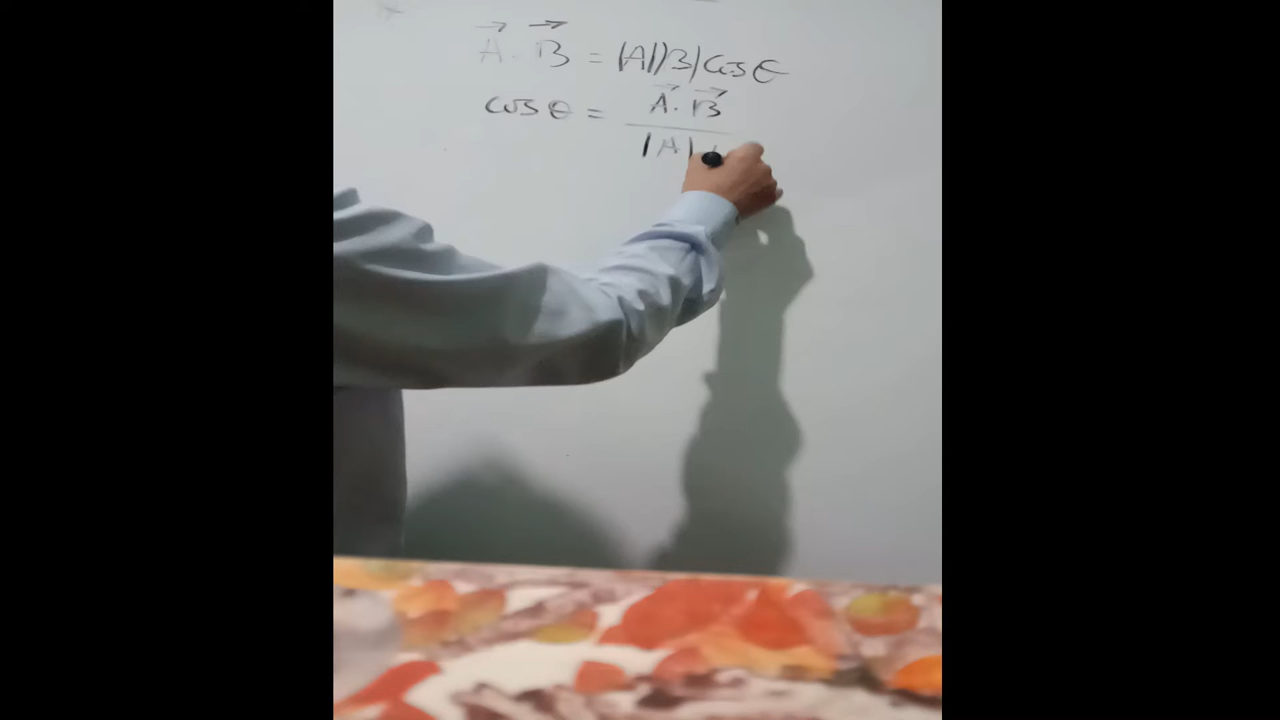 A⃗ · B⃗ = |A||B| cos θ
cos θ = A⃗ · B⃗ / |A|